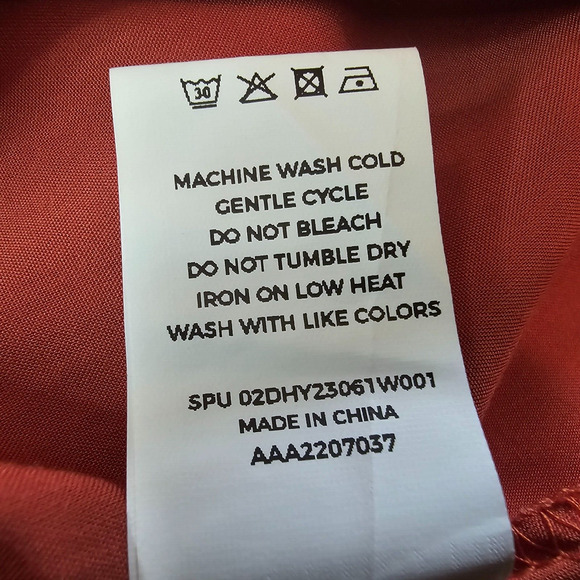 30
MACHINE WASH COLD
GENTLE CYCLE
DO NOT BLEACH
DO NOT TUMBLE DRY
IRON ON LOW HEAT
WASH WITH LIKE COLORS
SPU 02DHY23061W001
MADE IN CHINA
AAA2207037